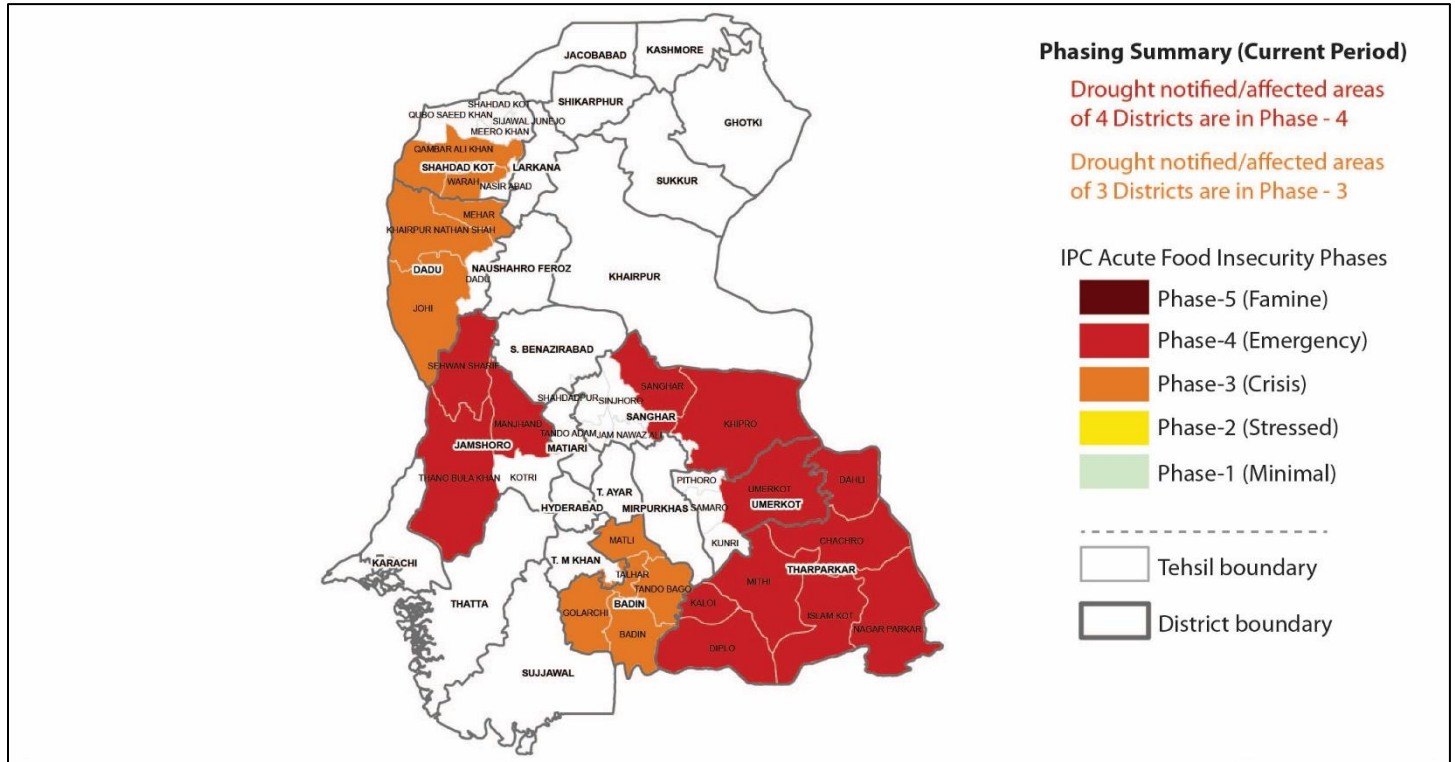 JACOBABAD
KASHMORE
SHIKARPHUR
GHOTKI
SHAHDAD KOT
QUBO SAEED KHAN
SIJAWAL JUNEJO
MEERO KHAN
QAMBAR ALI KHAN
SHAHDAD KOT
LARKANA
WARAH
NASIR ABAD
SUKKUR
MEHAR
KHAIRPUR NATHAN SHAH
DADU
NAUSHAHRO FEROZ
DADU
KHAIRPUR
JOHI
S. BENAZIRABAD
SEHWAN SHARIF
SHAHDADPUR
SINJHORO
SANGHAR
SANGHAR
KHIPRO
MANJHAND
TANDO ADAM
JAM NAWAZ ALI
JAMSHORO
MATIARI
THANO BULA KHAN
KOTRI
PITHORO
UMERKOT
UMERKOT
DAHLI
T. AYAR
HYDERABAD
MIRPURKHAS
SAMARO
KUNRI
CHACHRO
MATLI
T. M KHAN
KARACHI
TALHAR
TANDO BAGO
MITHI
THARPARKAR
THATTA
GOLARCHI
BADIN
BADIN
KALOI
ISLAM KOT
NAGAR PARKAR
DIPLO
SUJJAWAL
Phasing Summary (Current Period)
Drought notified/affected areas
of 4 Districts are in Phase - 4
Drought notified/affected areas
of 3 Districts are in Phase - 3
IPC Acute Food Insecurity Phases
Phase-5 (Famine)
Phase-4 (Emergency)
Phase-3 (Crisis)
Phase-2 (Stressed)
Phase-1 (Minimal)
Tehsil boundary
District boundary